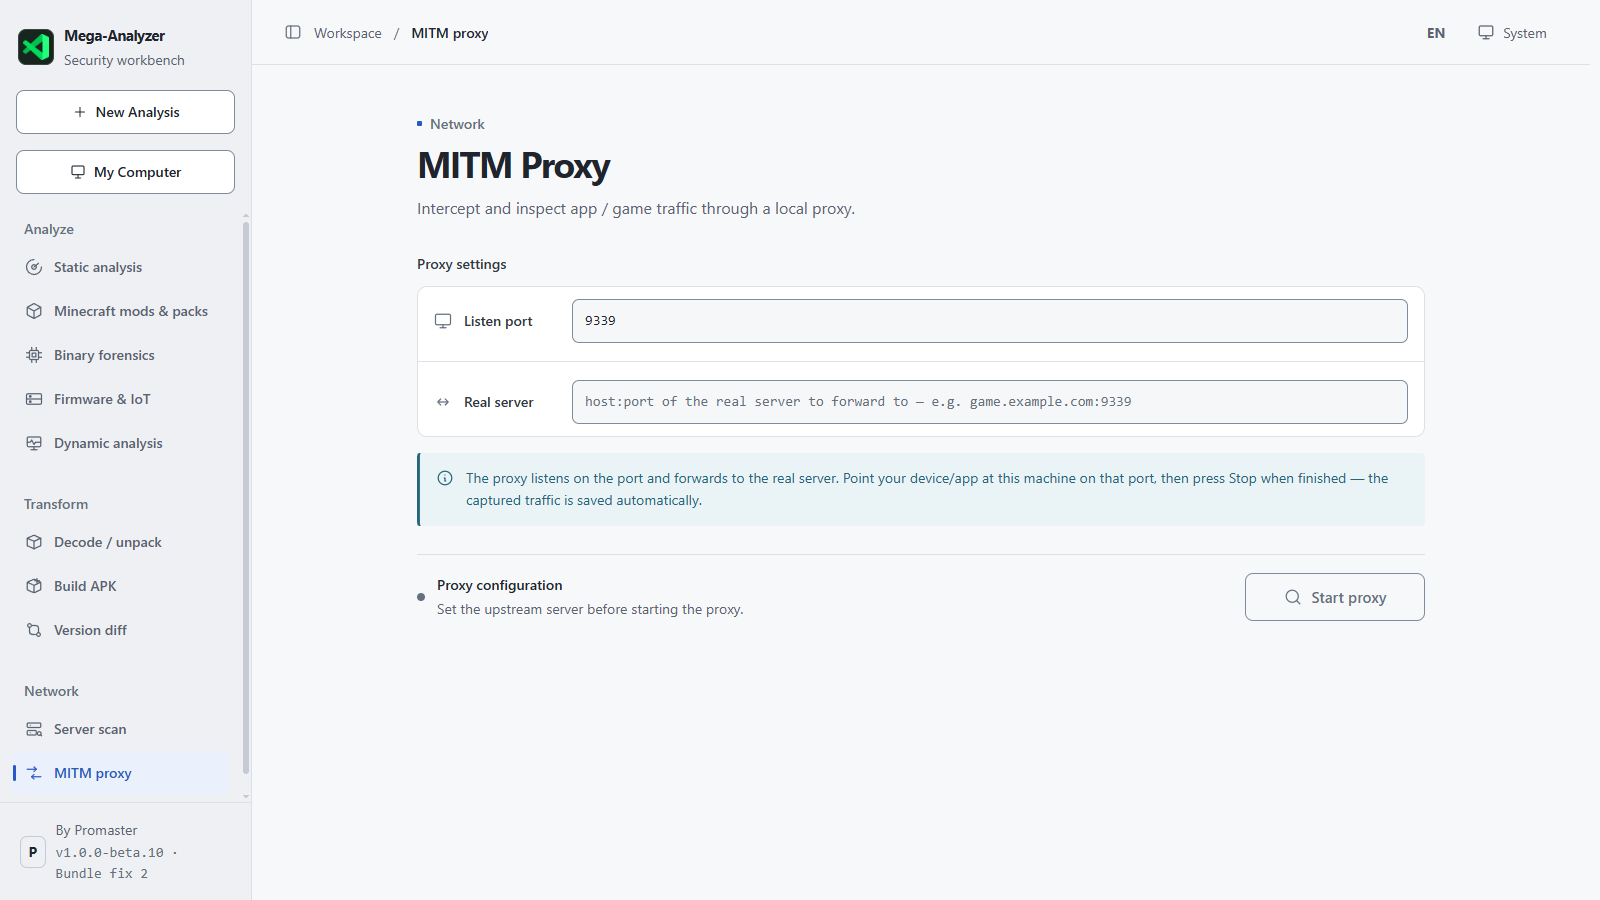 Mega-Analyzer
Security workbench
New Analysis
My Computer
Analyze
Static analysis
Minecraft mods & packs
Binary forensics
Firmware & IoT
Dynamic analysis
Transform
Decode / unpack
Build APK
Version diff
Network
Server scan
MITM proxy
P
By Promaster
v1.0.0-beta.10 ·
Bundle fix 2
Workspace / MITM proxy
EN
System
Network
MITM Proxy
Intercept and inspect app / game traffic through a local proxy.
Proxy settings
Listen port
9339
Real server
host:port of the real server to forward to — e.g. game.example.com:9339
The proxy listens on the port and forwards to the real server. Point your device/app at this machine on that port, then press Stop when finished — the
captured traffic is saved automatically.
Proxy configuration
Set the upstream server before starting the proxy.
Start proxy